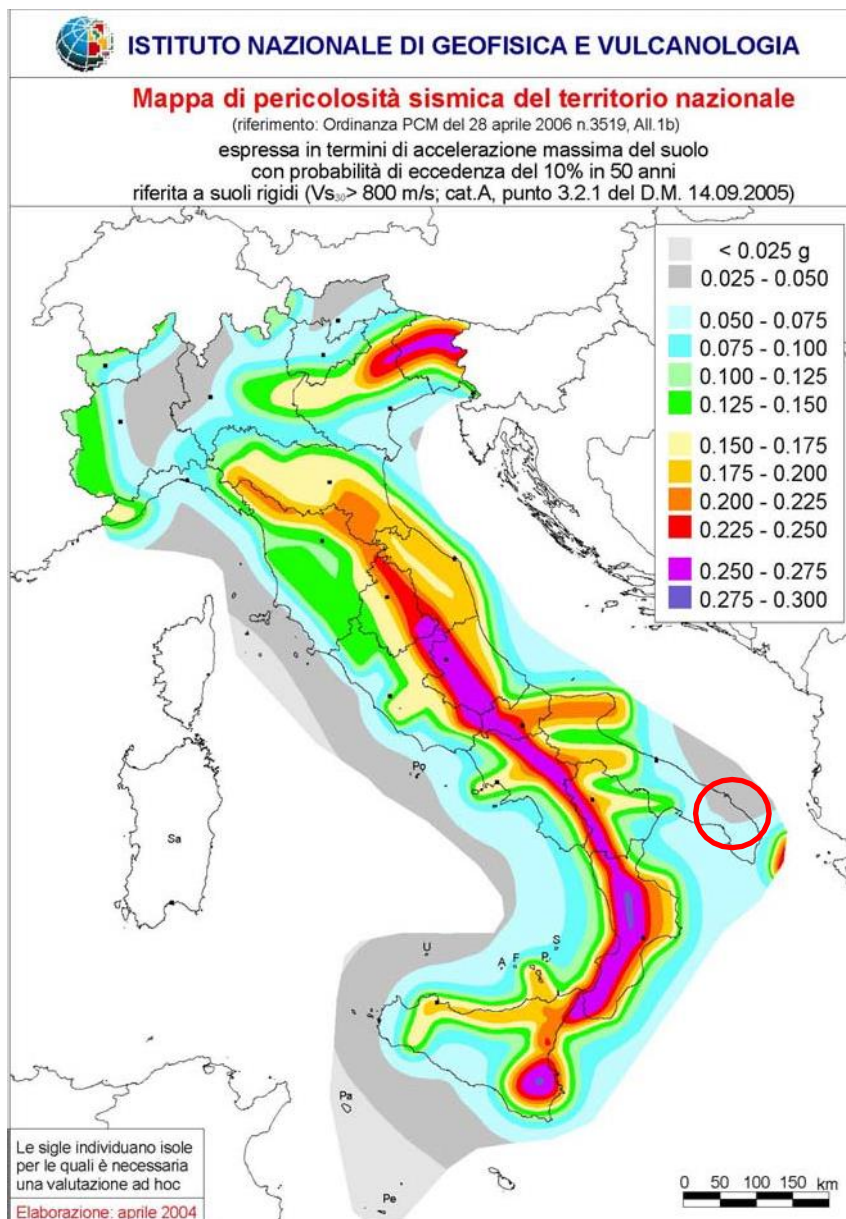 ISTITUTO NAZIONALE DI GEOFISICA E VULCANOLOGIA
Mappa di pericolosità sismica del territorio nazionale
(riferimento: Ordinanza PCM del 28 aprile 2006 n.3519, All.1b)
espressa in termini di accelerazione massima del suolo
con probabilità di eccedenza del 10% in 50 anni
riferita a suoli rigidi (Vs30> 800 m/s; cat.A, punto 3.2.1 del D.M. 14.09.2005)
< 0.025 g
0.025 - 0.050
0.050 - 0.075
0.075 - 0.100
0.100 - 0.125
0.125 - 0.150
0.150 - 0.175
0.175 - 0.200
0.200 - 0.225
0.225 - 0.250
0.250 - 0.275
0.275 - 0.300
Po
Sa
U
A
F
P
S
Pa
Pe
Le sigle individuano isole
per le quali è necessaria
una valutazione ad hoc
Elaborazione: aprile 2004
0 50 100 150 km